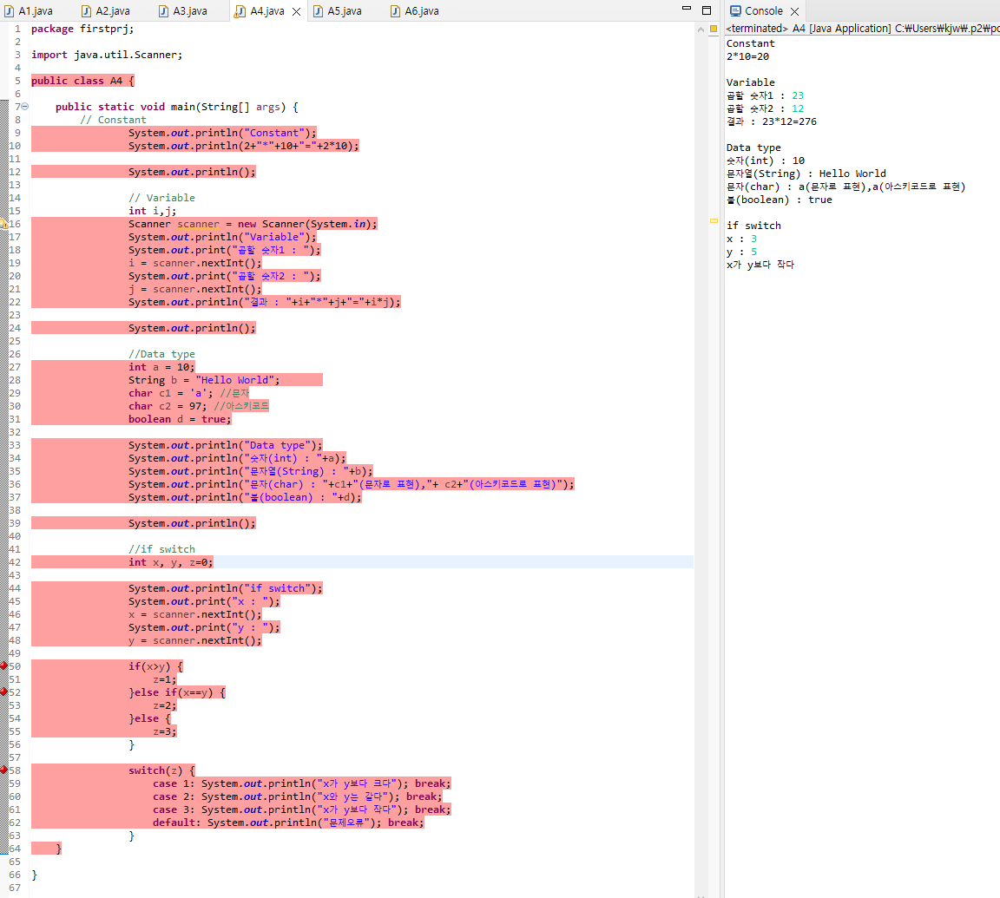 A1.java A2.java A3.java A4.java A5.java A6.java
1 package firstprj;
2
3 import java.util.Scanner;
4
5 public class A4 {
6
7 public static void main(String[] args) {
8 // Constant
9 System.out.println("Constant");
10 System.out.println(2+"*"+10+"="+2*10);
11
12 System.out.println();
13
14 // Variable
15 int i,j;
16 Scanner scanner = new Scanner(System.in);
17 System.out.println("Variable");
18 System.out.print("곱할 숫자1 : ");
19 i = scanner.nextInt();
20 System.out.print("곱할 숫자2 : ");
21 j = scanner.nextInt();
22 System.out.println("결과 : "+i+"*"+j+"="+i*j);
23
24 System.out.println();
25
26 //Data type
27 int a = 10;
28 String b = "Hello World";
29 char c1 = 'a'; //문자
30 char c2 = 97; //아스키코드
31 boolean d = true;
32
33 System.out.println("Data type");
34 System.out.println("숫자(int) : "+a);
35 System.out.println("문자열(String) : "+b);
36 System.out.println("문자(char) : "+c1+"(문자로 표현),"+ c2+"(아스키코드로 표현)");
37 System.out.println("불(boolean) : "+d);
38
39 System.out.println();
40
41 //if switch
42 int x, y, z=0;
43
44 System.out.println("if switch");
45 System.out.print("x : ");
46 x = scanner.nextInt();
47 System.out.print("y : ");
48 y = scanner.nextInt();
49
50 if(x>y) {
51 z=1;
52 }else if(x==y) {
53 z=2;
54 }else {
55 z=3;
56 }
57
58 switch(z) {
59 case 1: System.out.println("x가 y보다 크다"); break;
60 case 2: System.out.println("x와 y는 같다"); break;
61 case 3: System.out.println("x가 y보다 작다"); break;
62 default: System.out.println("문제오류"); break;
63 }
64 }
65
66 }
67
Console
<terminated> A4 [Java Application] C:₩Users₩kjw₩.p2₩po
Constant
2*10=20
Variable
곱할 숫자1 : 23
곱할 숫자2 : 12
결과 : 23*12=276
Data type
숫자(int) : 10
문자열(String) : Hello World
문자(char) : a(문자로 표현),a(아스키코드로 표현)
불(boolean) : true
if switch
x : 3
y : 5
x가 y보다 작다